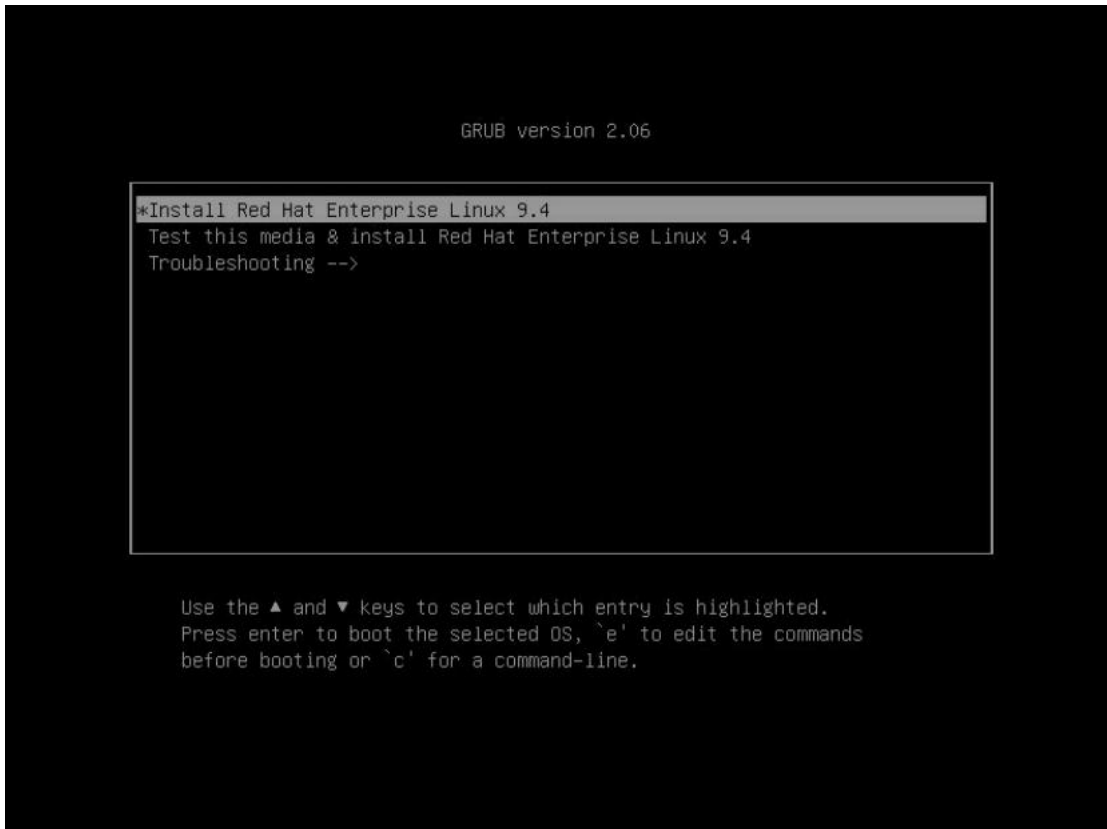 GRUB version 2.06
*Install Red Hat Enterprise Linux 9.4
Test this media & install Red Hat Enterprise Linux 9.4
Troubleshooting -->
Use the ▲ and ▼ keys to select which entry is highlighted.
Press enter to boot the selected OS, `e' to edit the commands
before booting or `c' for a command-line.